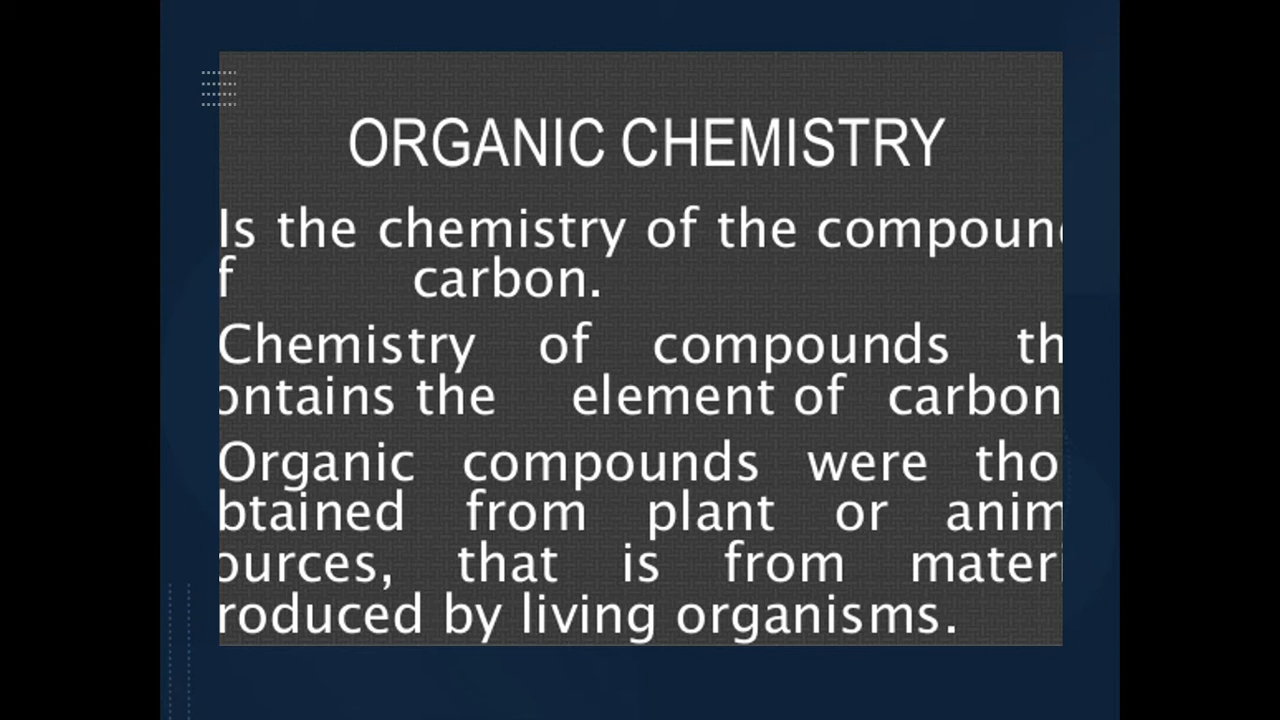 ORGANIC CHEMISTRY
Is the chemistry of the compoun
f carbon.
Chemistry of compounds th
ontains the element of carbon
Organic compounds were tho
btained from plant or anim
ources, that is from materi
roduced by living organisms.